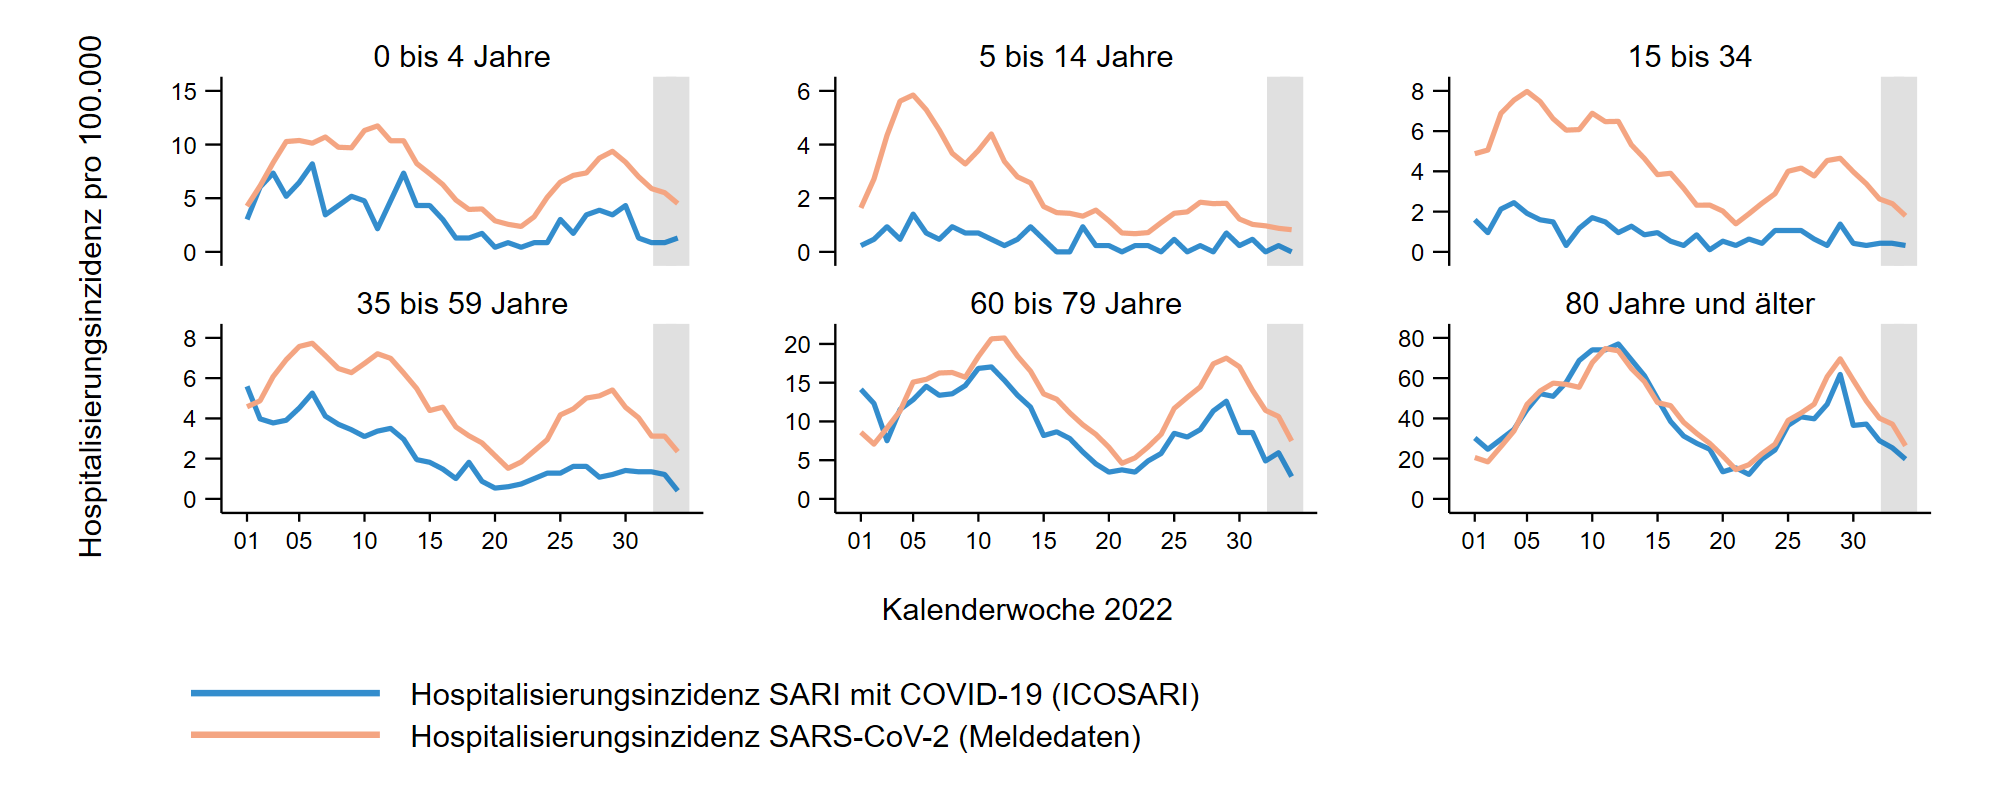 Hospitalisierungsinzidenz pro 100.000
0 bis 4 Jahre
15
10
5
0
5 bis 14 Jahre
6
4
2
0
15 bis 34
8
6
4
2
0
35 bis 59 Jahre
8
6
4
2
0
01 05 10 15 20 25 30
60 bis 79 Jahre
20
15
10
5
0
01 05 10 15 20 25 30
80 Jahre und älter
80
60
40
20
0
01 05 10 15 20 25 30
Kalenderwoche 2022
Hospitalisierungsinzidenz SARI mit COVID-19 (ICOSARI)
Hospitalisierungsinzidenz SARS-CoV-2 (Meldedaten)